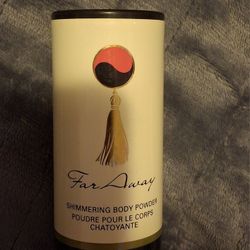 Far Away
SHIMMERING BODY POWDER
POUDRE POUR LE CORPS
CHATOYANTE